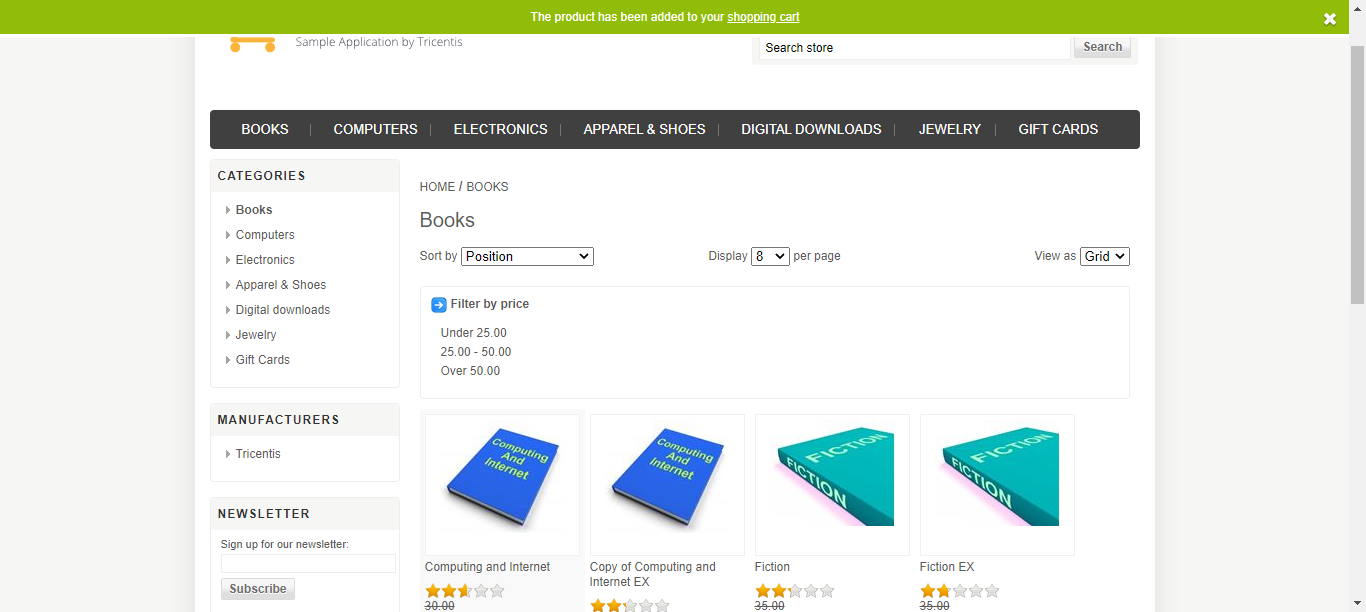 The product has been added to your shopping cart
Sample Application by Tricentis
Search store
Search
BOOKS
COMPUTERS
ELECTRONICS
APPAREL & SHOES
DIGITAL DOWNLOADS
JEWELRY
GIFT CARDS
CATEGORIES
Books
Computers
Electronics
Apparel & Shoes
Digital downloads
Jewelry
Gift Cards
MANUFACTURERS
Tricentis
NEWSLETTER
Sign up for our newsletter:
Subscribe
HOME / BOOKS
Books
Sort by Position
Display 8 per page
View as Grid
Filter by price
Under 25.00
25.00 - 50.00
Over 50.00
Computing
And
Internet
Computing
And
Internet
FICTION
FICTION
FICTION
FICTION
Computing and Internet
30.00
Copy of Computing and
Internet EX
Fiction
35.00
Fiction EX
35.00